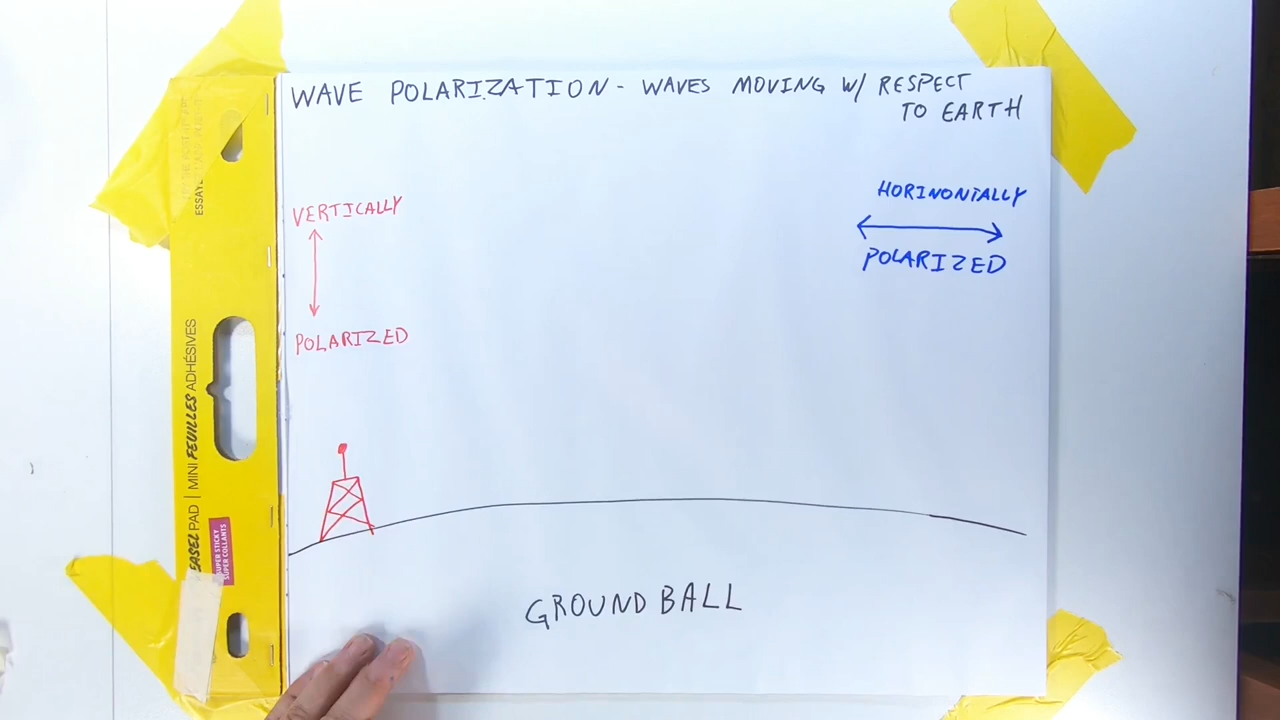 WAVE POLARIZATION - WAVES MOVING W/ RESPECT
TO EARTH
VERTICALLY
POLARIZED
HORINONTALLY
POLARIZED
GROUND BALL
EASEL PAD | MINI FEUILLES ADHÉSIVES
SUPER STICKY
SUPER COLLANTS